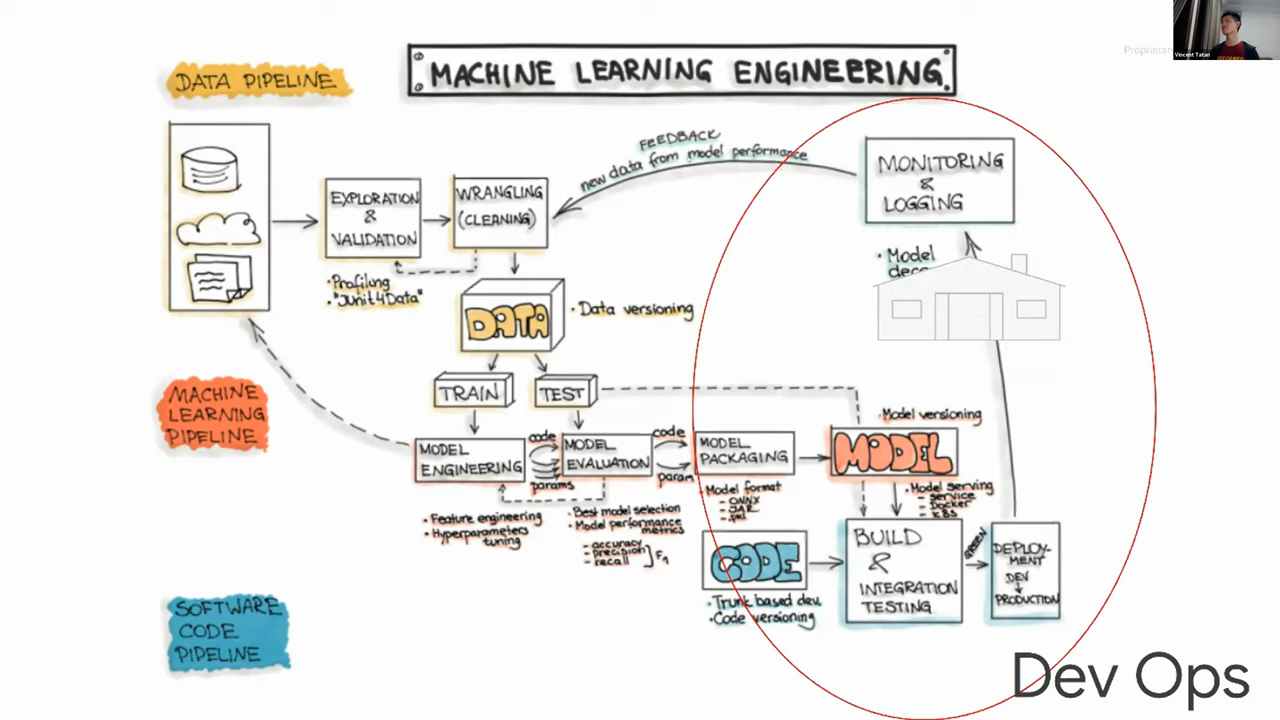 Proprietar
Vincent Tatan
MACHINE LEARNING ENGINEERING
DATA PIPELINE
EXPLORATION
&
VALIDATION
WRANGLING
(CLEANING)
• Profiling
• "JUnit4Data"
FEEDBACK
new data from model performance
MONITORING
&
LOGGING
• Model
DATA
• Data versioning
TRAIN
TEST
MACHINE
LEARNING
PIPELINE
MODEL
ENGINEERING
code
params
MODEL
EVALUATION
code
param
MODEL
PACKAGING
• Model versioning
MODEL
• Feature engineering
• Hyperparameters
tuning
• Best model selection
• Model performance
metrics
- accuracy
- precision
- recall
F1
• Model format
- ONNX
- JAR
- .pkl
• Model serving
- service
- Docker
- K8s
SOFTWARE
CODE
PIPELINE
CODE
• Trunk based dev.
• Code versioning
BUILD
&
INTEGRATION
TESTING
GREEN
DEPLOY-
MENT
DEV
PRODUCTION
Dev Ops